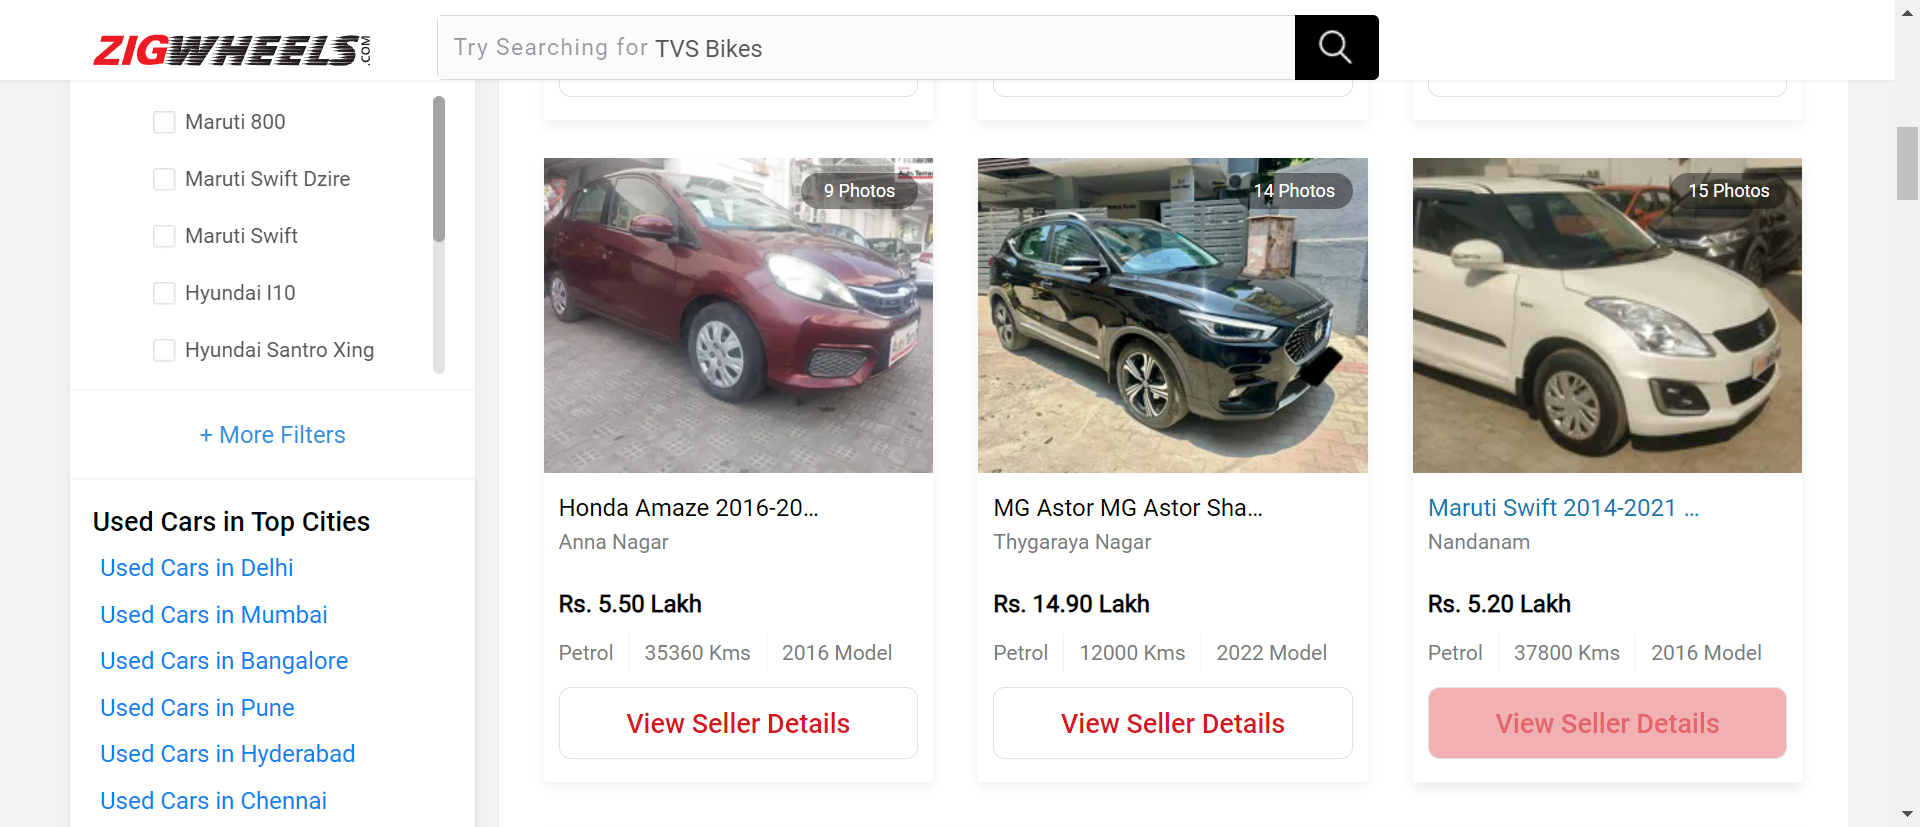 ZIGWHEELS.COM
Try Searching for TVS Bikes
Maruti 800
Maruti Swift Dzire
Maruti Swift
Hyundai I10
Hyundai Santro Xing
+ More Filters
Used Cars in Top Cities
Used Cars in Delhi
Used Cars in Mumbai
Used Cars in Bangalore
Used Cars in Pune
Used Cars in Hyderabad
Used Cars in Chennai
9 Photos
Honda Amaze 2016-20...
Anna Nagar
Rs. 5.50 Lakh
Petrol 35360 Kms 2016 Model
View Seller Details
14 Photos
MG Astor MG Astor Sha...
Thygaraya Nagar
Rs. 14.90 Lakh
Petrol 12000 Kms 2022 Model
View Seller Details
15 Photos
Maruti Swift 2014-2021 ...
Nandanam
Rs. 5.20 Lakh
Petrol 37800 Kms 2016 Model
View Seller Details